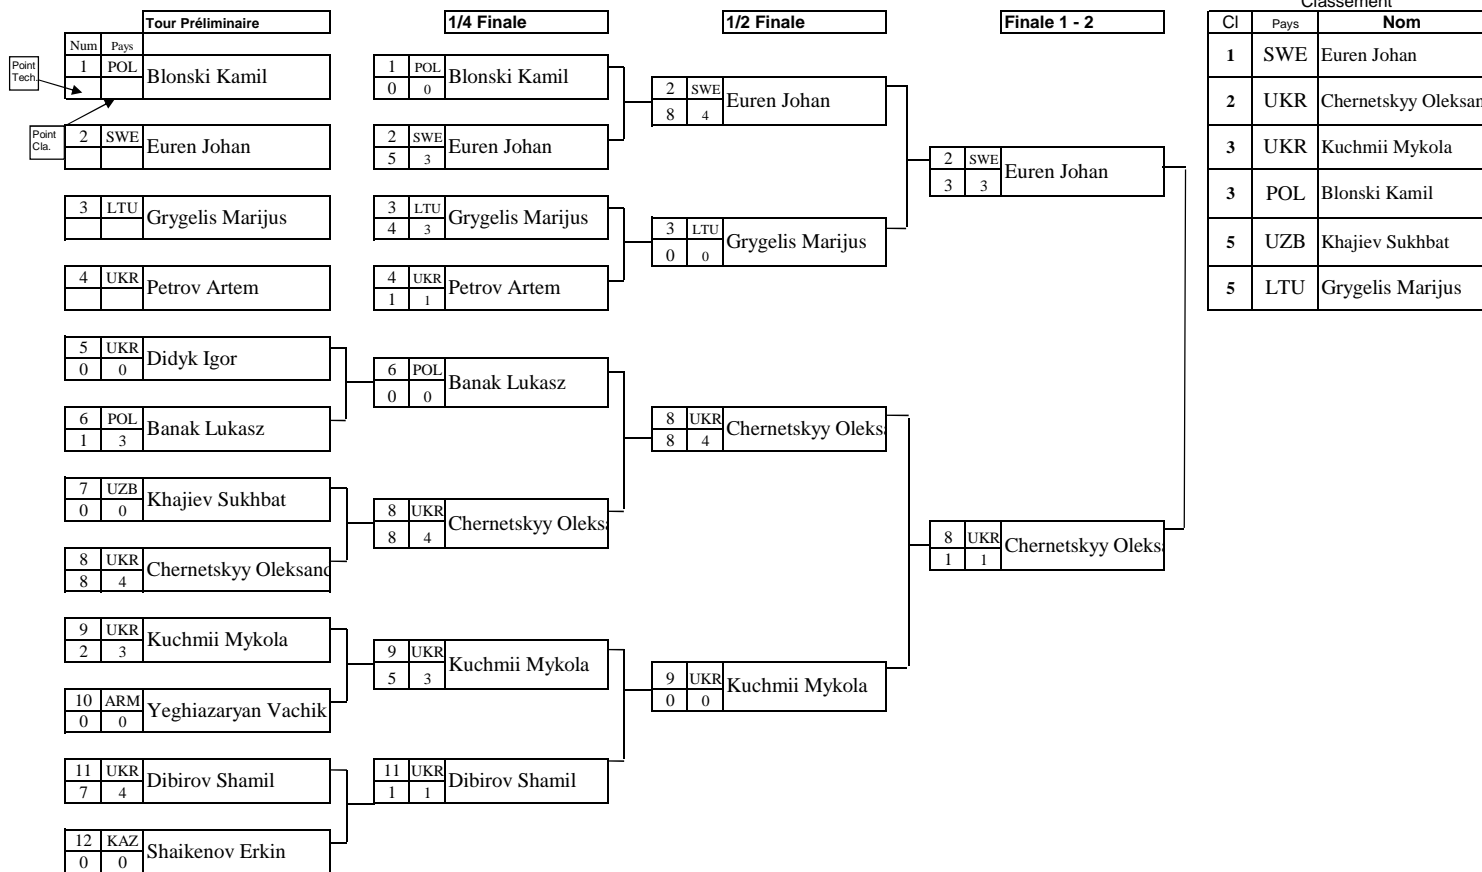 Classement
Tour Préliminaire 1/4 Finale 1/2 Finale Finale 1 - 2 Cl Pays Nom
Num Pays
Point
Tech.
Point
Cla.
1 POL Blonski Kamil
2 SWE Euren Johan
3 LTU Grygelis Marijus
4 UKR Petrov Artem
5 UKR Didyk Igor
0 0
6 POL Banak Lukasz
1 3
7 UZB Khajiev Sukhbat
0 0
8 UKR Chernetskyy Oleksand
8 4
9 UKR Kuchmii Mykola
2 3
10 ARM Yeghiazaryan Vachik
0 0
11 UKR Dibirov Shamil
7 4
12 KAZ Shaikenov Erkin
0 0
1 POL Blonski Kamil
0 0
2 SWE Euren Johan
5 3
3 LTU Grygelis Marijus
4 3
4 UKR Petrov Artem
1 1
6 POL Banak Lukasz
0 0
8 UKR Chernetskyy Oleksa
8 4
9 UKR Kuchmii Mykola
5 3
11 UKR Dibirov Shamil
1 1
2 SWE Euren Johan
8 4
3 LTU Grygelis Marijus
0 0
8 UKR Chernetskyy Oleksa
8 4
9 UKR Kuchmii Mykola
0 0
2 SWE Euren Johan
3 3
8 UKR Chernetskyy Oleksa
1 1
1 SWE Euren Johan
2 UKR Chernetskyy Oleksan
3 UKR Kuchmii Mykola
3 POL Blonski Kamil
5 UZB Khajiev Sukhbat
5 LTU Grygelis Marijus